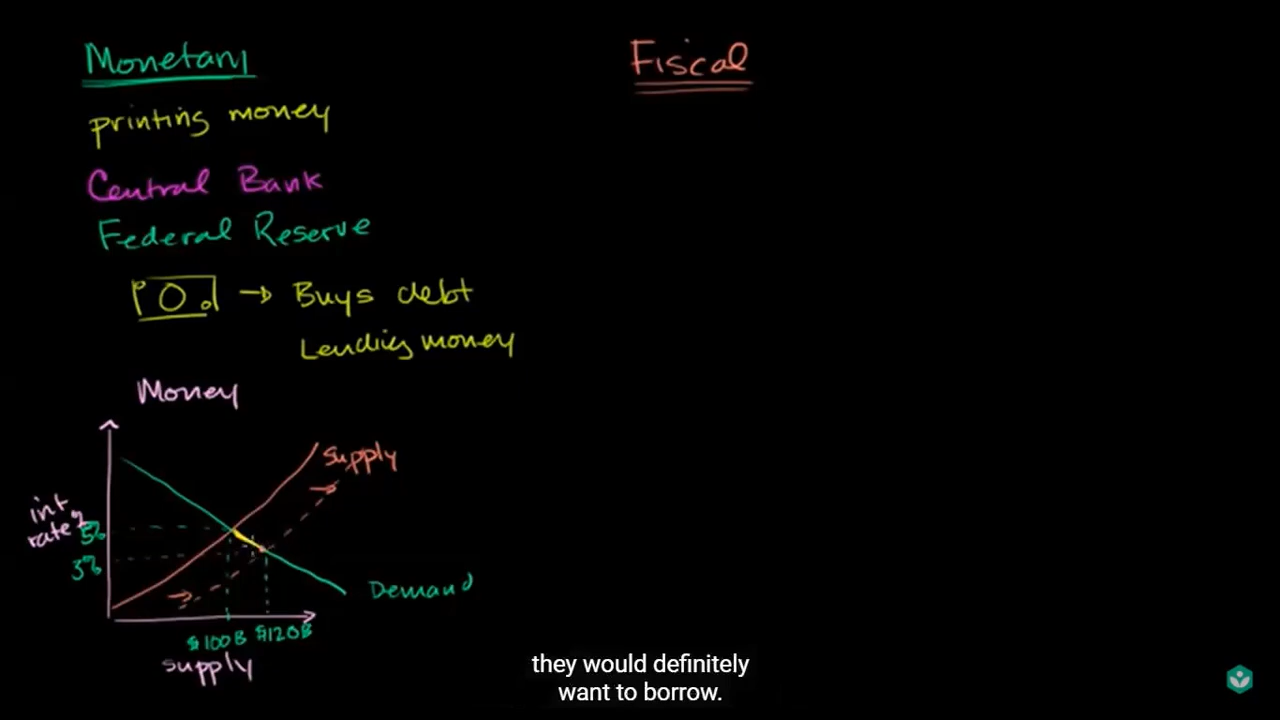 Monetary
printing money
Central Bank
Federal Reserve
→ Buys debt
Lending money
Money
int
rate %
5%
3%
Supply
Demand
$100B $120B
supply
Fiscal
they would definitely
want to borrow.